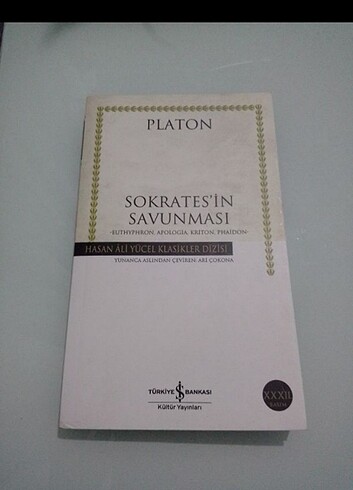 PLATON
SOKRATES'İN
SAVUNMASI
-EUTHYPHRON, APOLOGIA, KRITON, PHAIDON-
HASAN ÂLİ YÜCEL KLASİKLER DİZİSİ
YUNANCA ASLINDAN ÇEVİREN: ARİ ÇOKONA
TÜRKİYE İŞ BANKASI
Kültür Yayınları
XXXII
BASIM